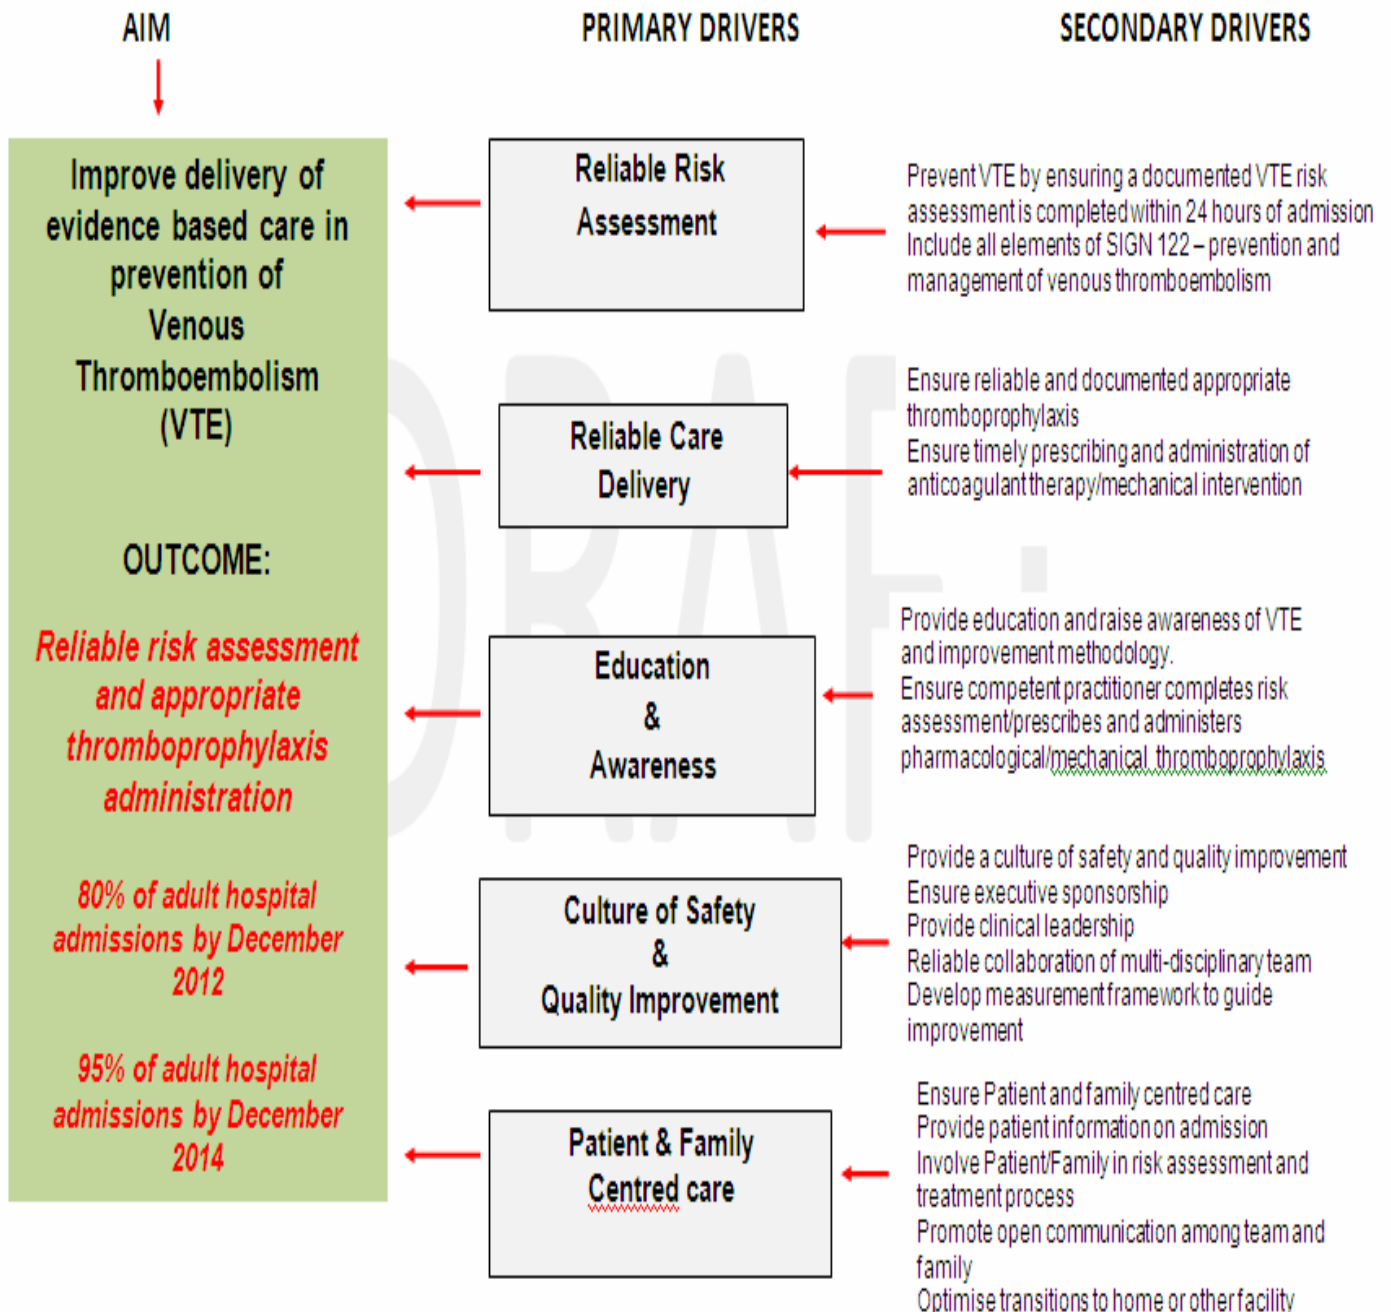 AIM
PRIMARY DRIVERS
SECONDARY DRIVERS
Improve delivery of
evidence based care in
prevention of
Venous
Thromboembolism
(VTE)
OUTCOME:
Reliable risk assessment
and appropriate
thromboprophylaxis
administration
80% of adult hospital
admissions by December
2012
95% of adult hospital
admissions by December
2014
Reliable Risk
Assessment
Prevent VTE by ensuring a documented VTE risk
assessment is completed within 24 hours of admission
Include all elements of SIGN 122 – prevention and
management of venous thromboembolism
Reliable Care
Delivery
Ensure reliable and documented appropriate
thromboprophylaxis
Ensure timely prescribing and administration of
anticoagulant therapy/mechanical intervention
Education
&
Awareness
Provide education and raise awareness of VTE
and improvement methodology.
Ensure competent practitioner completes risk
assessment/prescribes and administers
pharmacological/mechanical thromboprophylaxis
Culture of Safety
&
Quality Improvement
Provide a culture of safety and quality improvement
Ensure executive sponsorship
Provide clinical leadership
Reliable collaboration of multi-disciplinary team
Develop measurement framework to guide
improvement
Patient & Family
Centred care
Ensure Patient and family centred care
Provide patient information on admission
Involve Patient/Family in risk assessment and
treatment process
Promote open communication among team and
family
Optimise transitions to home or other facility